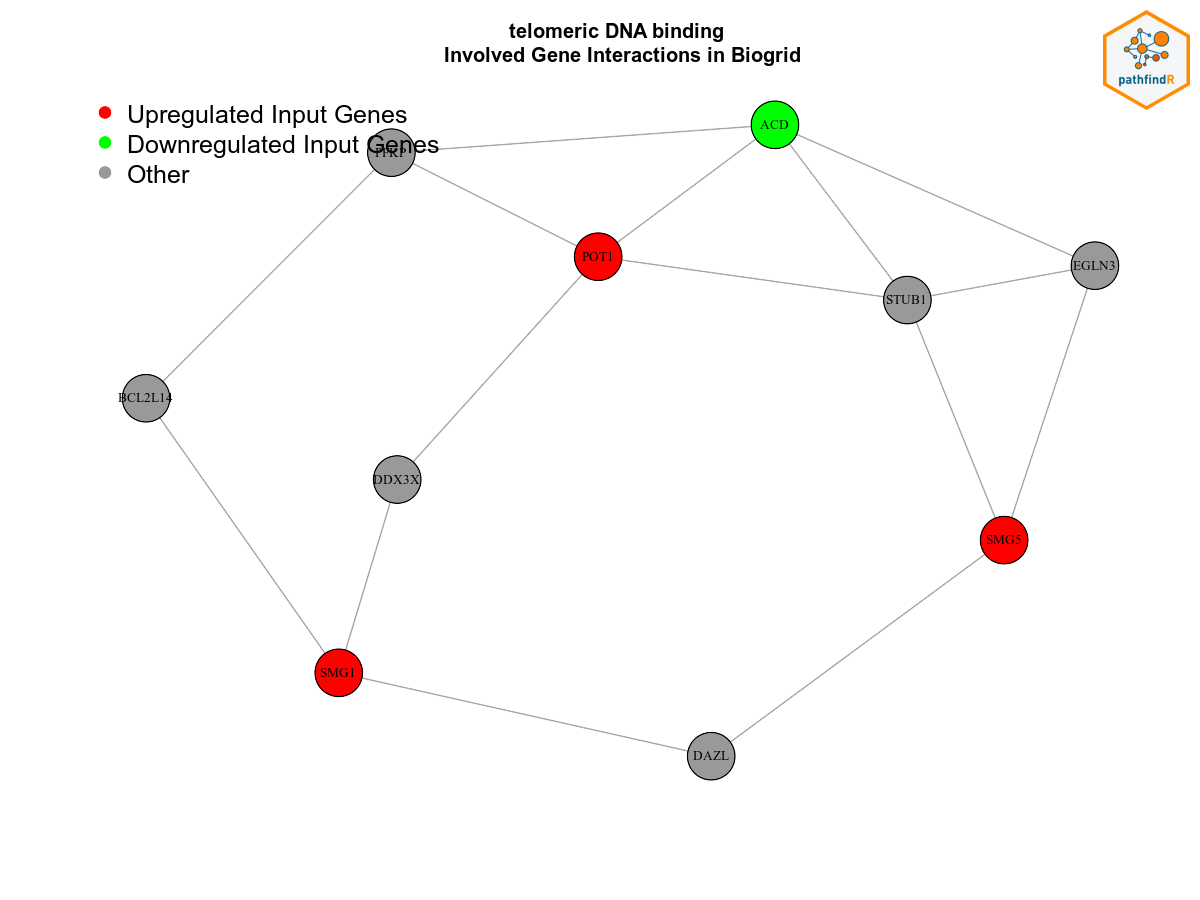 telomeric DNA binding
Involved Gene Interactions in Biogrid
pathfindR
Upregulated Input Genes
Downregulated Input Genes
Other
ACD
POT1
EGLN3
STUB1
BCL2L14
DDX3X
SMG5
SMG1
DAZL